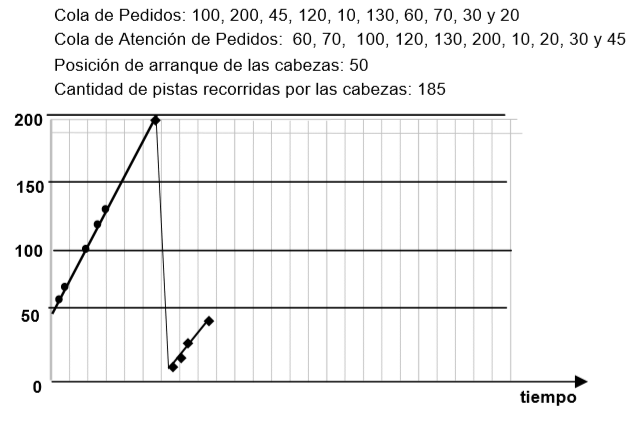 Cola de Pedidos: 100, 200, 45, 120, 10, 130, 60, 70, 30 y 20
Cola de Atención de Pedidos: 60, 70, 100, 120, 130, 200, 10, 20, 30 y 45
Posición de arranque de las cabezas: 50
Cantidad de pistas recorridas por las cabezas: 185
200
150
100
50
0
tiempo